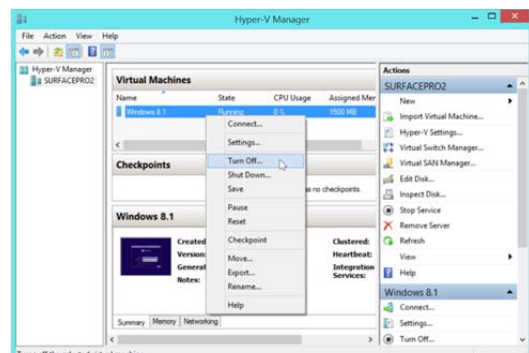 Hyper-V Manager
File Action View Help
Hyper-V Manager
SURFACEPRO2
Virtual Machines
Name State CPU Usage Assigned Mer
Windows 8.1 Running 0 % 1500 MB
Connect...
Settings...
Turn Off...
Shut Down...
Save
Pause
Reset
Checkpoint
Move...
Export...
Rename...
Help
Checkpoints
no checkpoints.
Windows 8.1
Created
Version:
Generat
Notes:
Clustered:
Heartbeat:
Integration
Services:
Summary Memory Networking
Actions
SURFACEPRO2
New
Import Virtual Machine...
Hyper-V Settings...
Virtual Switch Manager...
Virtual SAN Manager...
Edit Disk...
Inspect Disk...
Stop Service
Remove Server
Refresh
View
Help
Windows 8.1
Connect...
Settings...
Turn Off...